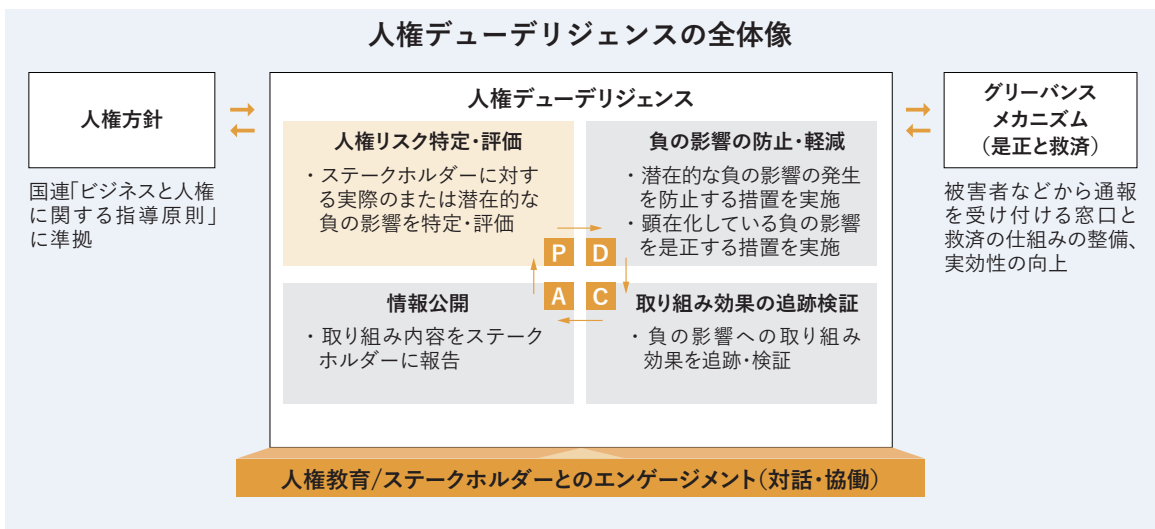 人権デューデリジェンスの全体像
人権方針
国連「ビジネスと人権
に関する指導原則」
に準拠
人権デューデリジェンス
人権リスク特定・評価
・ステークホルダーに対す
る実際のまたは潜在的な
負の影響を特定・評価
負の影響の防止・軽減
・潜在的な負の影響の発生
を防止する措置を実施
・顕在化している負の影響
を是正する措置を実施
P
D
A
C
情報公開
・取り組み内容をステーク
ホルダーに報告
取り組み効果の追跡検証
・負の影響への取り組み
効果を追跡・検証
グリーバンス
メカニズム
（是正と救済）
被害者などから通報
を受け付ける窓口と
救済の仕組みの整備、
実効性の向上
人権教育/ステークホルダーとのエンゲージメント（対話・協働）